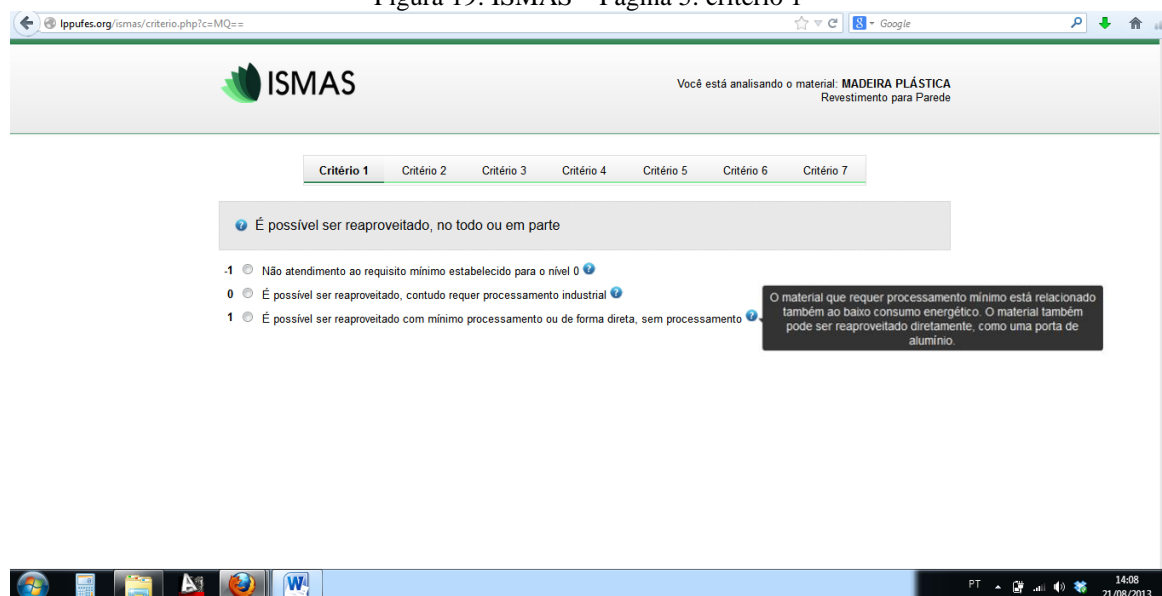 Figura 19: ISMAS – Página 3: critério 1
lppufes.org/ismas/criterio.php?c=MQ==
Google
ISMAS
Você está analisando o material: MADEIRA PLÁSTICA
Revestimento para Parede
Critério 1 Critério 2 Critério 3 Critério 4 Critério 5 Critério 6 Critério 7
É possível ser reaproveitado, no todo ou em parte
-1 Não atendimento ao requisito mínimo estabelecido para o nível 0
0 É possível ser reaproveitado, contudo requer processamento industrial
1 É possível ser reaproveitado com mínimo processamento ou de forma direta, sem processamento
O material que requer processamento mínimo está relacionado
também ao baixo consumo energético. O material também
pode ser reaproveitado diretamente, como uma porta de
alumínio.
PT
14:08
21/08/2013